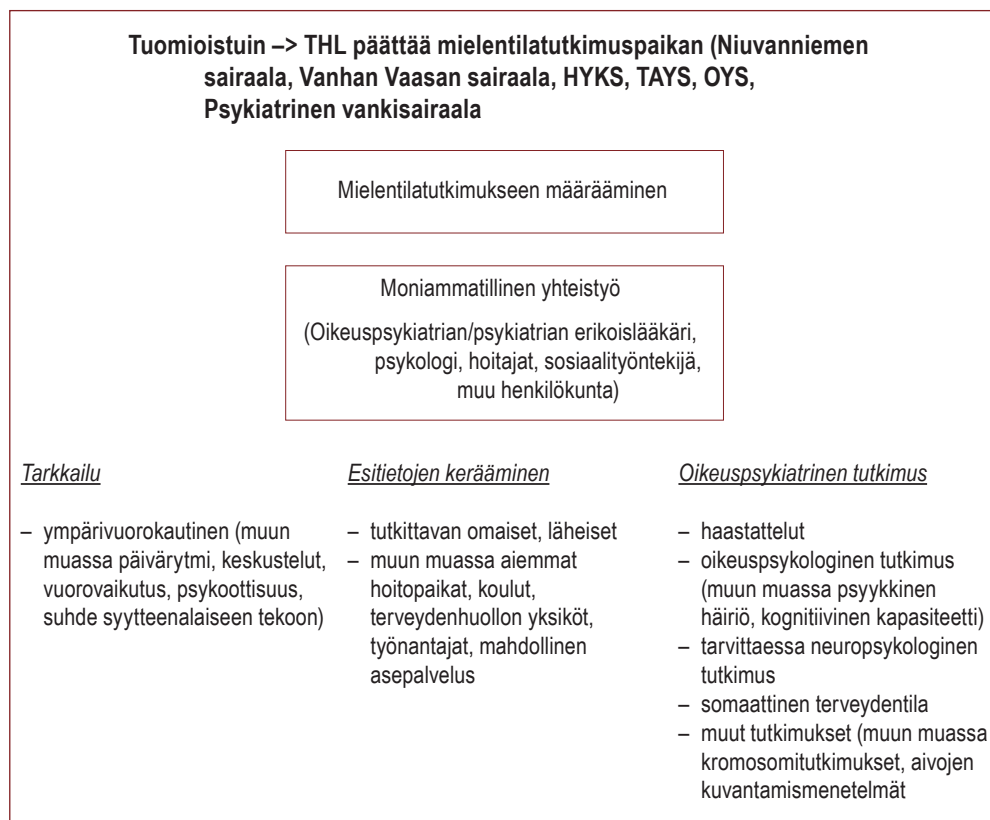 Tuomioistuin –> THL päättää mielentilatutkimuspaikan (Niuvanniemen
sairaala, Vanhan Vaasan sairaala, HYKS, TAYS, OYS,
Psykiatrinen vankisairaala
Mielentilatutkimukseen määrääminen
Moniammatillinen yhteistyö
(Oikeuspsykiatrian/psykiatrian erikoislääkäri,
psykologi, hoitajat, sosiaalityöntekijä,
muu henkilökunta)
Tarkkailu
– ympärivuorokautinen (muun
muassa päivärytmi, keskustelut,
vuorovaikutus, psykoottisuus,
suhde syytteenalaiseen tekoon)
Esitietojen kerääminen
– tutkittavan omaiset, läheiset
– muun muassa aiemmat
hoitopaikat, koulut,
terveydenhuollon yksiköt,
työnantajat, mahdollinen
asepalvelus
Oikeuspsykiatrinen tutkimus
– haastattelut
– oikeuspsykologinen tutkimus
(muun muassa psyykkinen
häiriö, kognitiivinen kapasiteetti)
– tarvittaessa neuropsykologinen
tutkimus
– somaattinen terveydentila
– muut tutkimukset (muun muassa
kromosomitutkimukset, aivojen
kuvantamismenetelmät